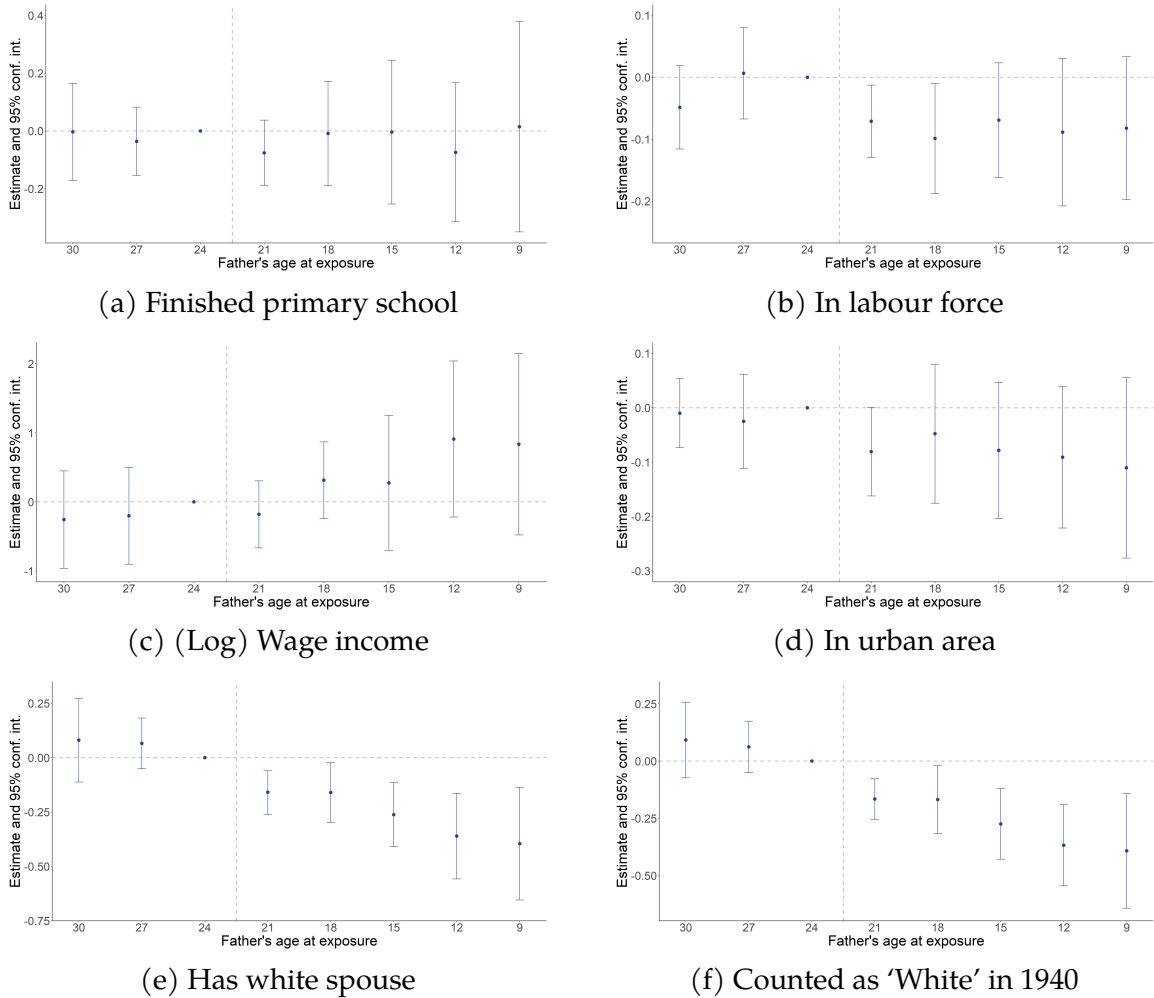 Estimate and 95% conf. int.
0.4
0.2
0.0
-0.2
30 27 24 21 18 15 12 9
Father's age at exposure
(a) Finished primary school
Estimate and 95% conf. int.
0.1
0.0
-0.1
-0.2
30 27 24 21 18 15 12 9
Father's age at exposure
(b) In labour force
Estimate and 95% conf. int.
2
1
0
-1
30 27 24 21 18 15 12 9
Father's age at exposure
(c) (Log) Wage income
Estimate and 95% conf. int.
0.1
0.0
-0.1
-0.2
-0.3
30 27 24 21 18 15 12 9
Father's age at exposure
(d) In urban area
Estimate and 95% conf. int.
0.25
0.00
-0.25
-0.50
-0.75
30 27 24 21 18 15 12 9
Father's age at exposure
(e) Has white spouse
Estimate and 95% conf. int.
0.25
0.00
-0.25
-0.50
30 27 24 21 18 15 12 9
Father's age at exposure
(f) Counted as ‘White’ in 1940